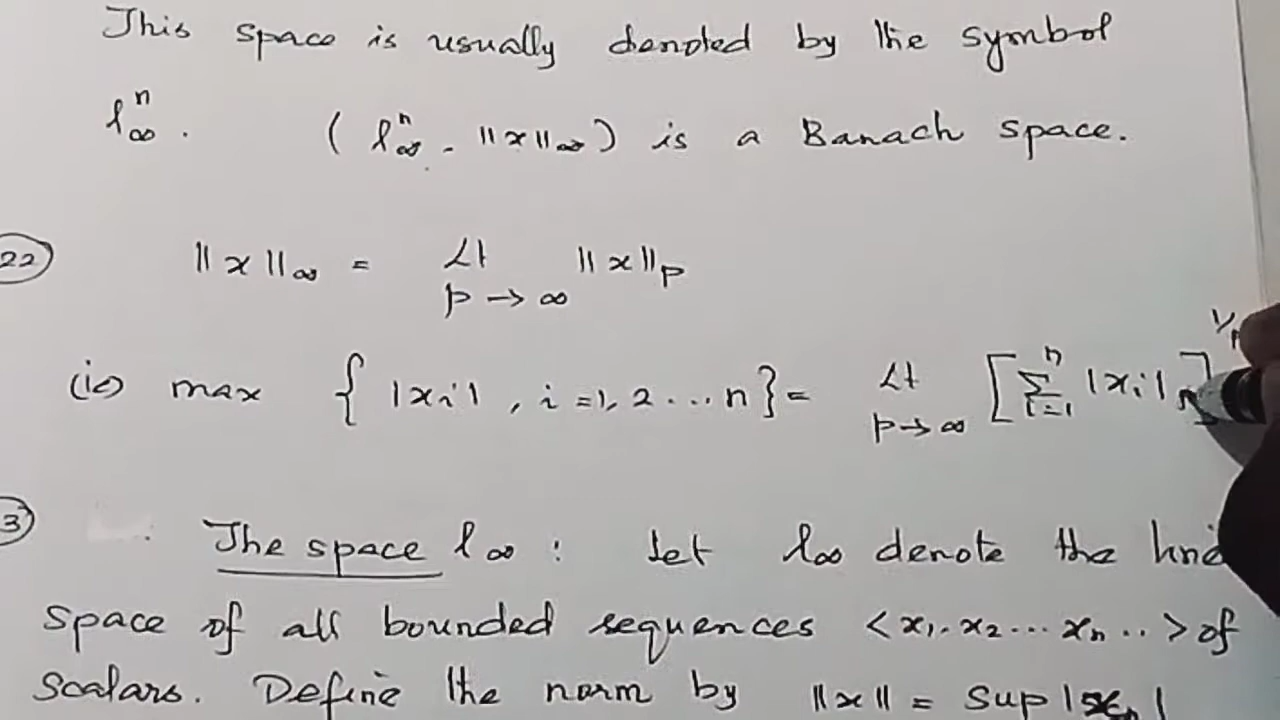 This space is usually denoted by the symbol
l∞ⁿ. (l∞ⁿ - ||x||∞) is a Banach space.
22 ||x||∞ = Lt p→∞ ||x||p
(ie) max {|xi|, i=1, 2...n} = Lt p→∞ [Σ i=1 n |xi|
3 The space l∞ : Let l∞ denote the
space of all bounded sequences <x1, x2 ... xn .. > of
scalars. Define the norm by ||x|| = Sup |xn|